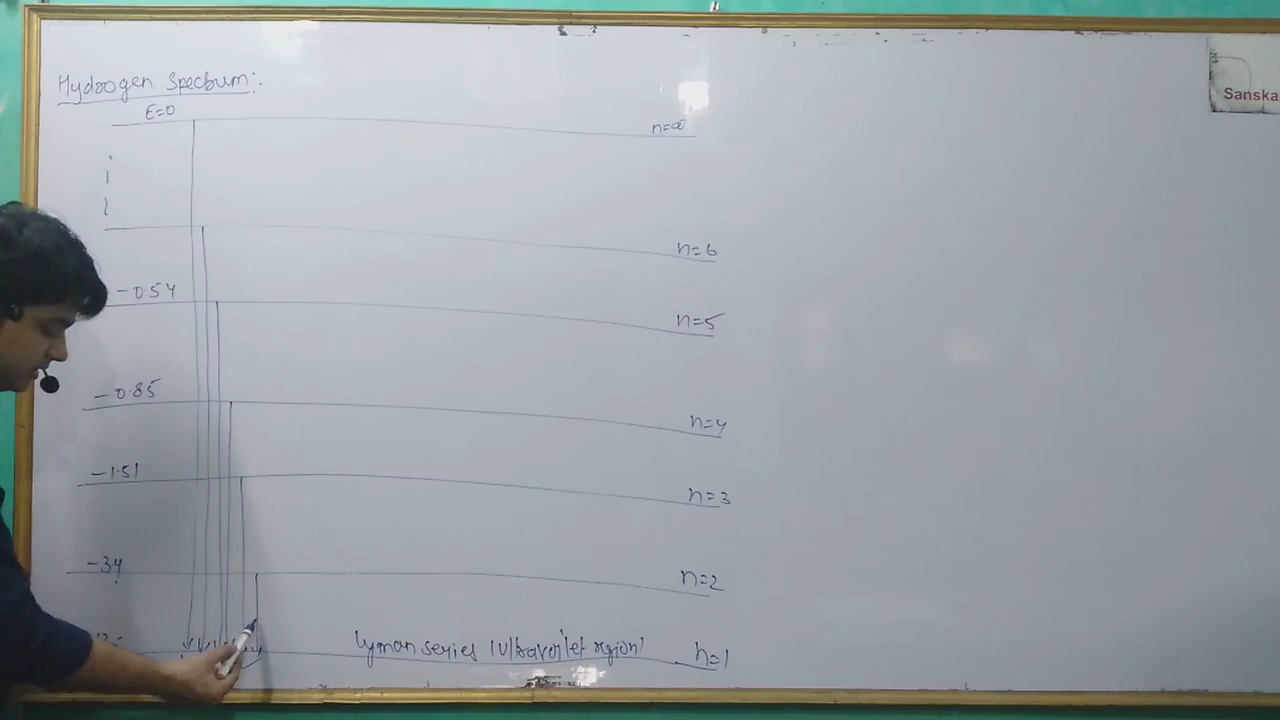 Hydrogen Spectrum:-
E=0
n=∞
n=6
-0.54
n=5
-0.85
n=4
-1.51
n=3
-3.4
n=2
Lyman series (Ultraviolet region)
n=1
Sanska